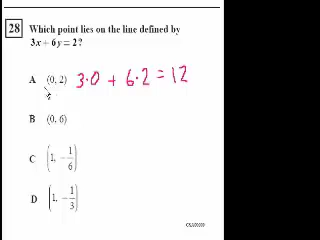 28 Which point lies on the line defined by
3x + 6y = 2?
A (0, 2) 3·0 + 6·2 = 12
B (0, 6)
C (1, -1/6)
D (1, -1/3)